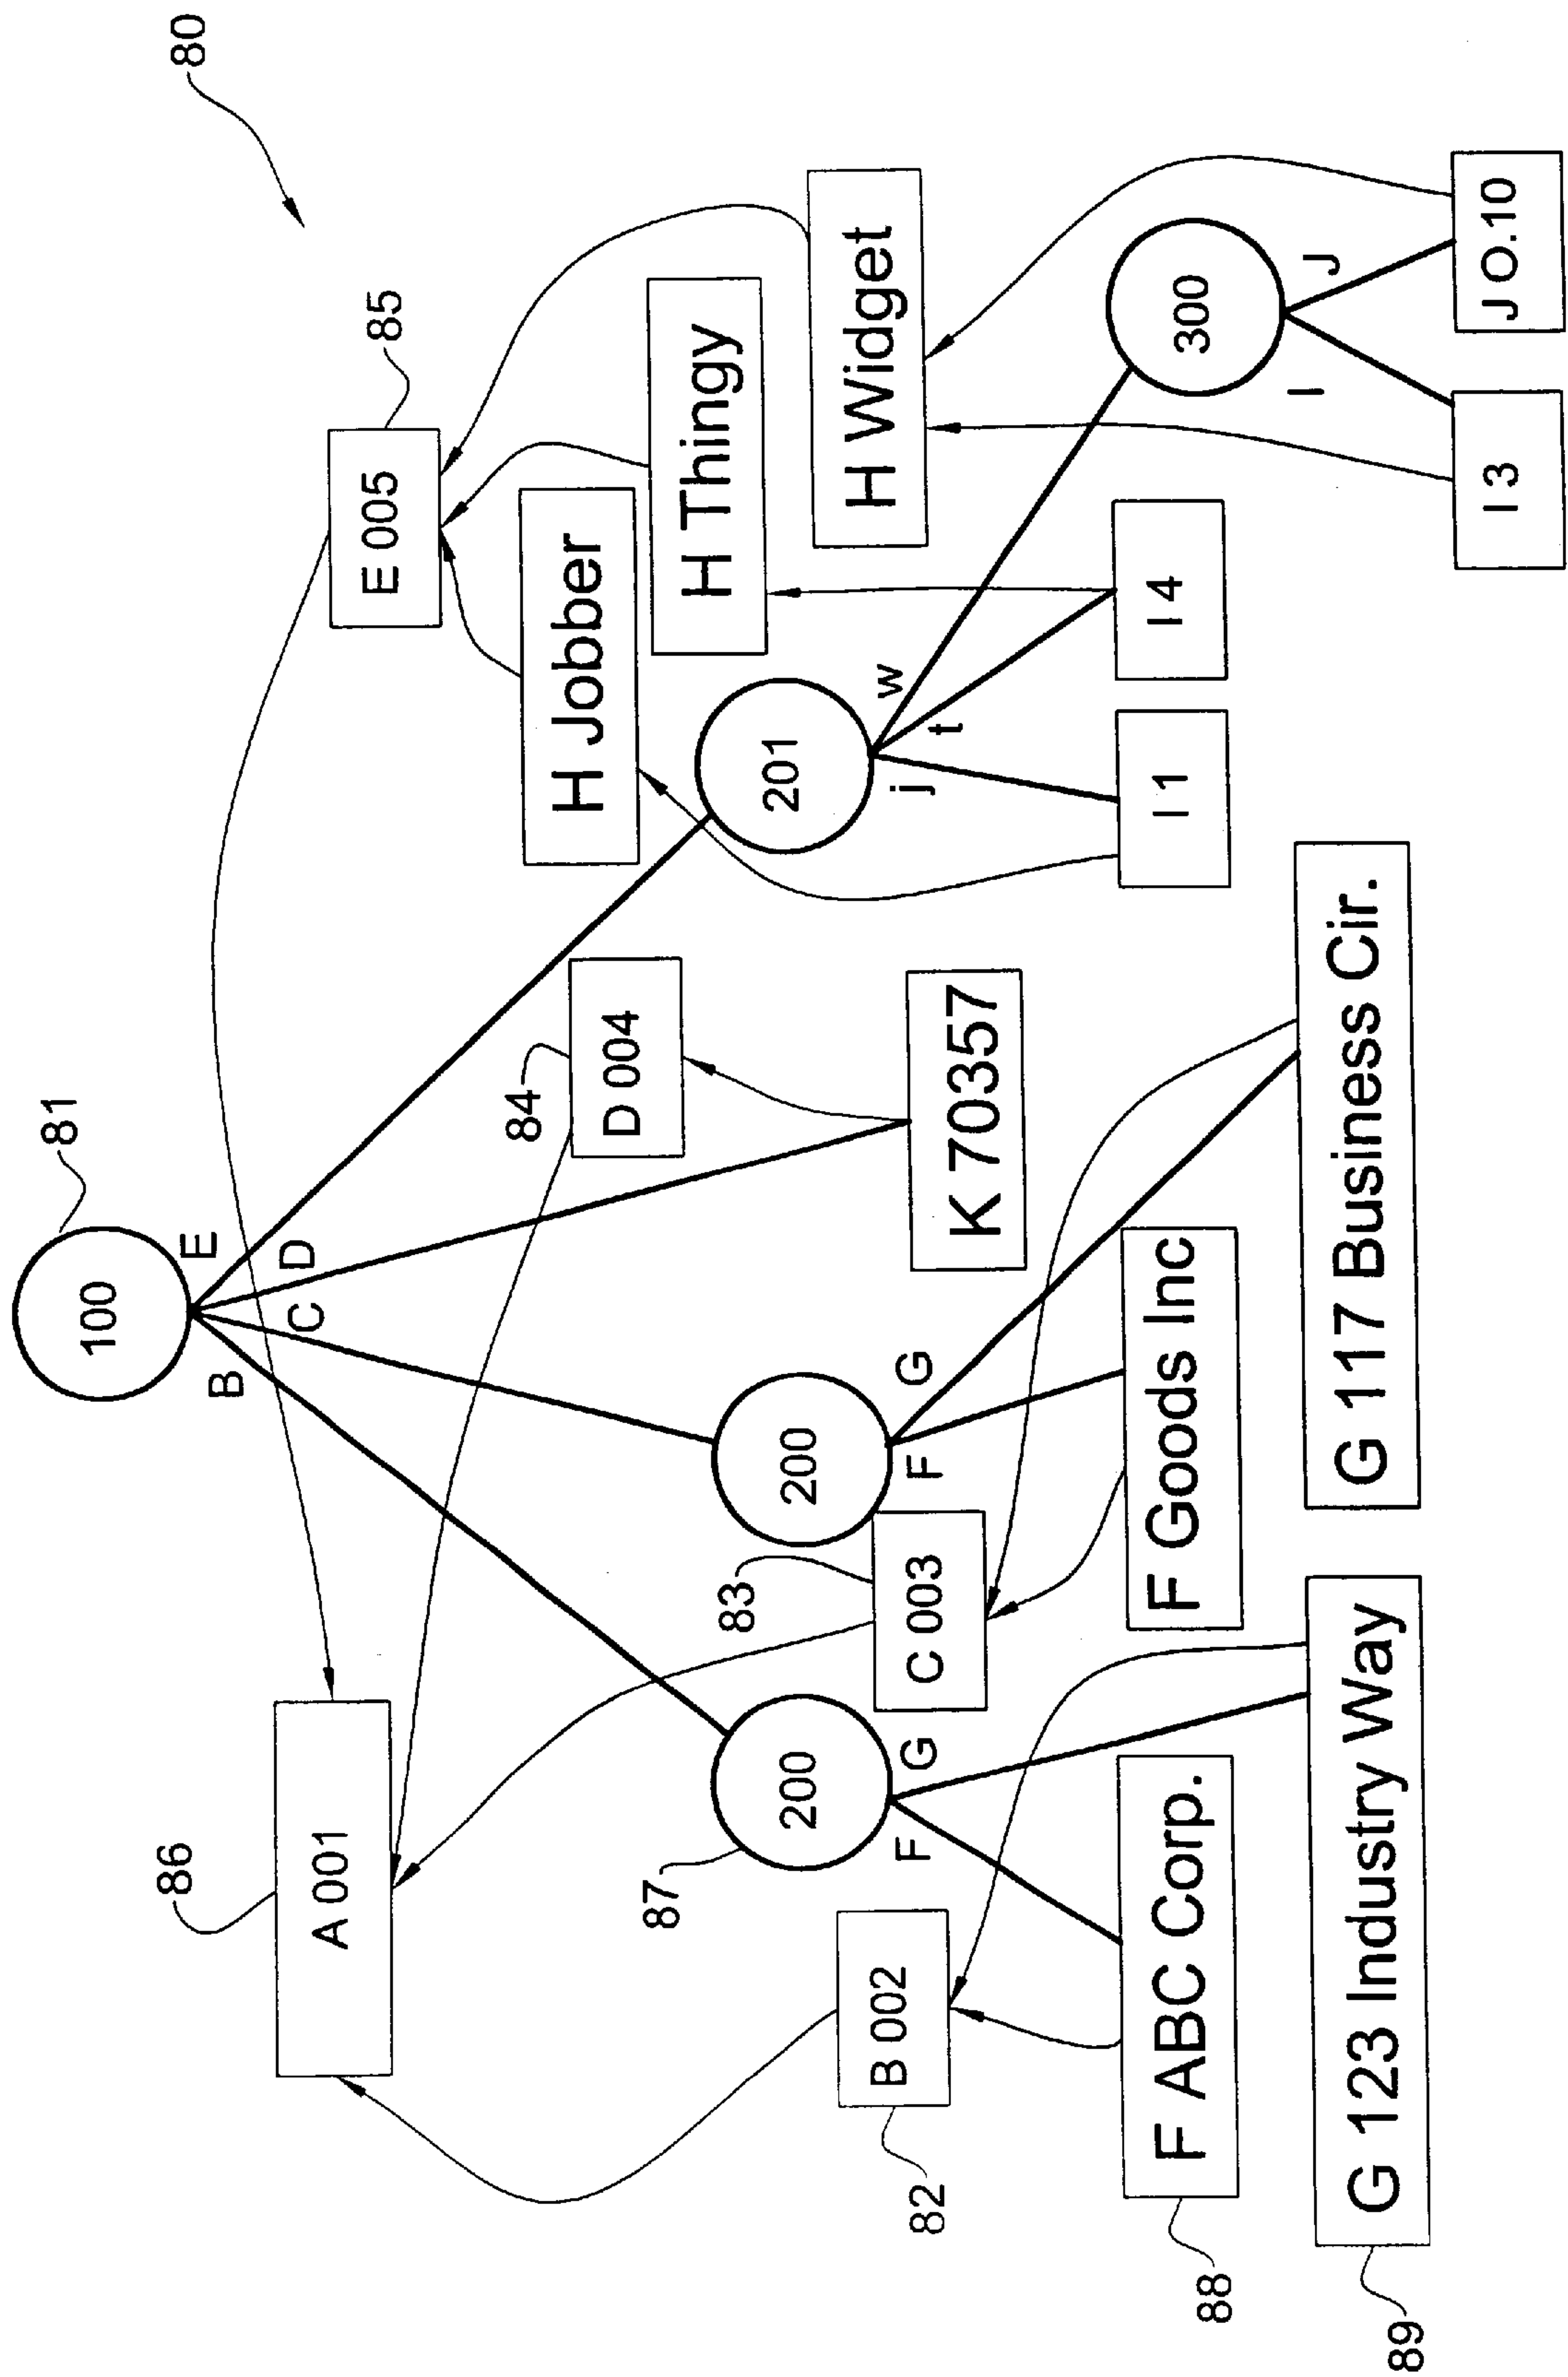 80
81
100
B
C
D
E
86
A 001
85
E 005
84
D 004
H Jobber
H Thingy
H Widget
87
200
F
G
83
C 003
200
F
G
201
j
t
w
82
B 002
K 70357
300
I
J
88
F ABC Corp.
F Goods Inc
I 1
I 4
89
G 123 Industry Way
G 117 Business Cir.
I 3
J O.10